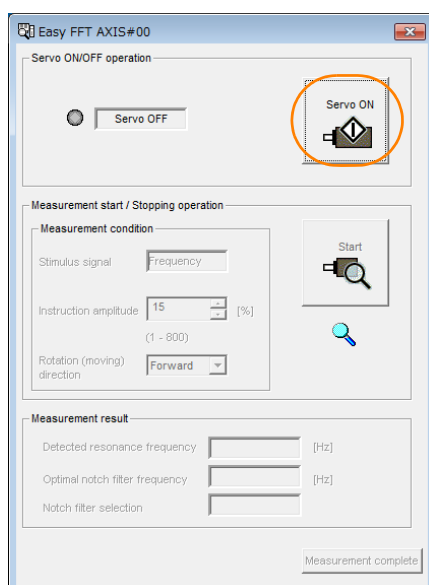 Easy FFT AXIS#00
Servo ON/OFF operation
Servo OFF
Servo ON
Measurement start / Stopping operation
Measurement condition
Stimulus signal Frequency
Instruction amplitude 15 [%]
(1 - 800)
Rotation (moving)
direction
Forward
Start
Measurement result
Detected resonance frequency [Hz]
Optimal notch filter frequency [Hz]
Notch filter selection
Measurement complete